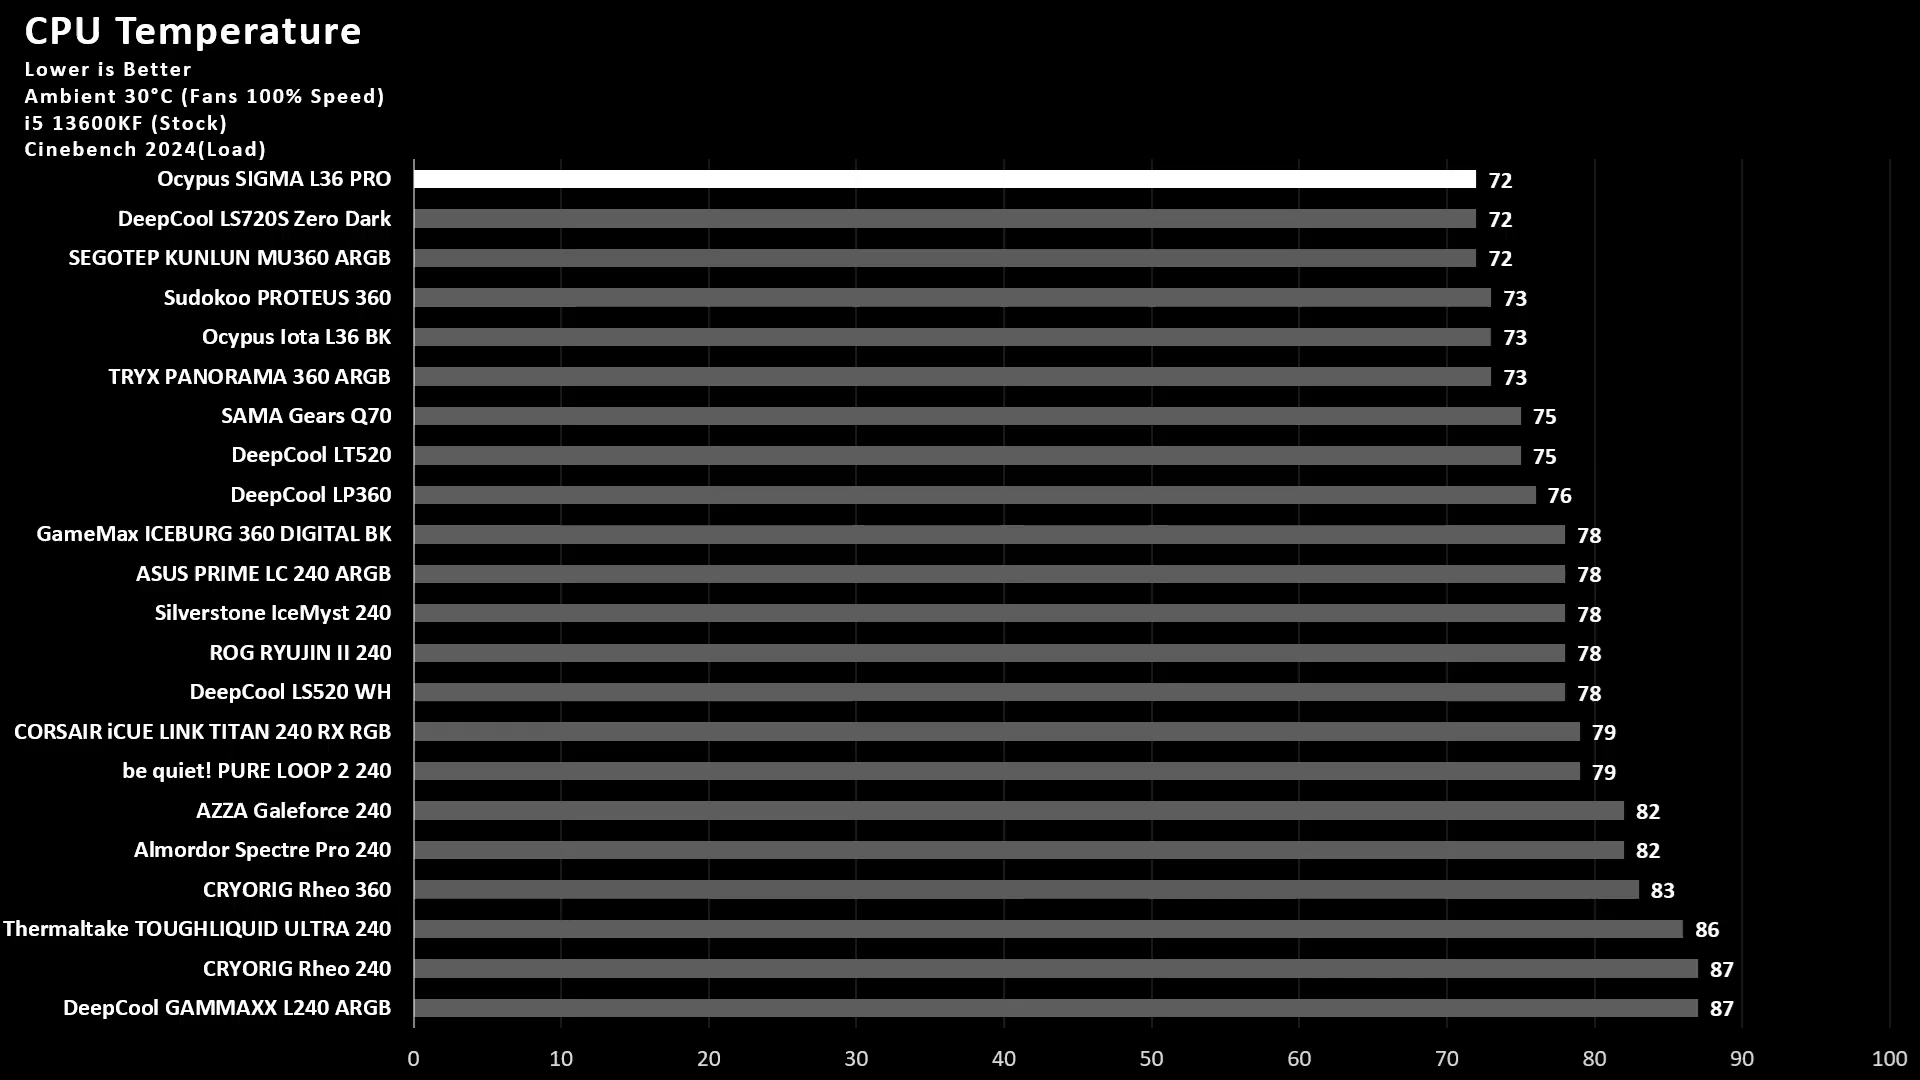 CPU Temperature
Lower is Better
Ambient 30°C (Fans 100% Speed)
i5 13600KF (Stock)
Cinebench 2024(Load)
Ocypus SIGMA L36 PRO 72
DeepCool LS720S Zero Dark 72
SEGOTEP KUNLUN MU360 ARGB 72
Sudokoo PROTEUS 360 73
Ocypus Iota L36 BK 73
TRYX PANORAMA 360 ARGB 73
SAMA Gears Q70 75
DeepCool LT520 75
DeepCool LP360 76
GameMax ICEBURG 360 DIGITAL BK 78
ASUS PRIME LC 240 ARGB 78
Silverstone IceMyst 240 78
ROG RYUJIN II 240 78
DeepCool LS520 WH 78
CORSAIR iCUE LINK TITAN 240 RX RGB 79
be quiet! PURE LOOP 2 240 79
AZZA Galeforce 240 82
Almordor Spectre Pro 240 82
CRYORIG Rheo 360 83
Thermaltake TOUGHLIQUID ULTRA 240 86
CRYORIG Rheo 240 87
DeepCool GAMMAXX L240 ARGB 87
0 10 20 30 40 50 60 70 80 90 100